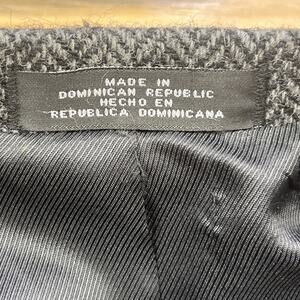 MADE IN
DOMINICAN REPUBLIC
HECHO EN
REPUBLICA DOMINICANA